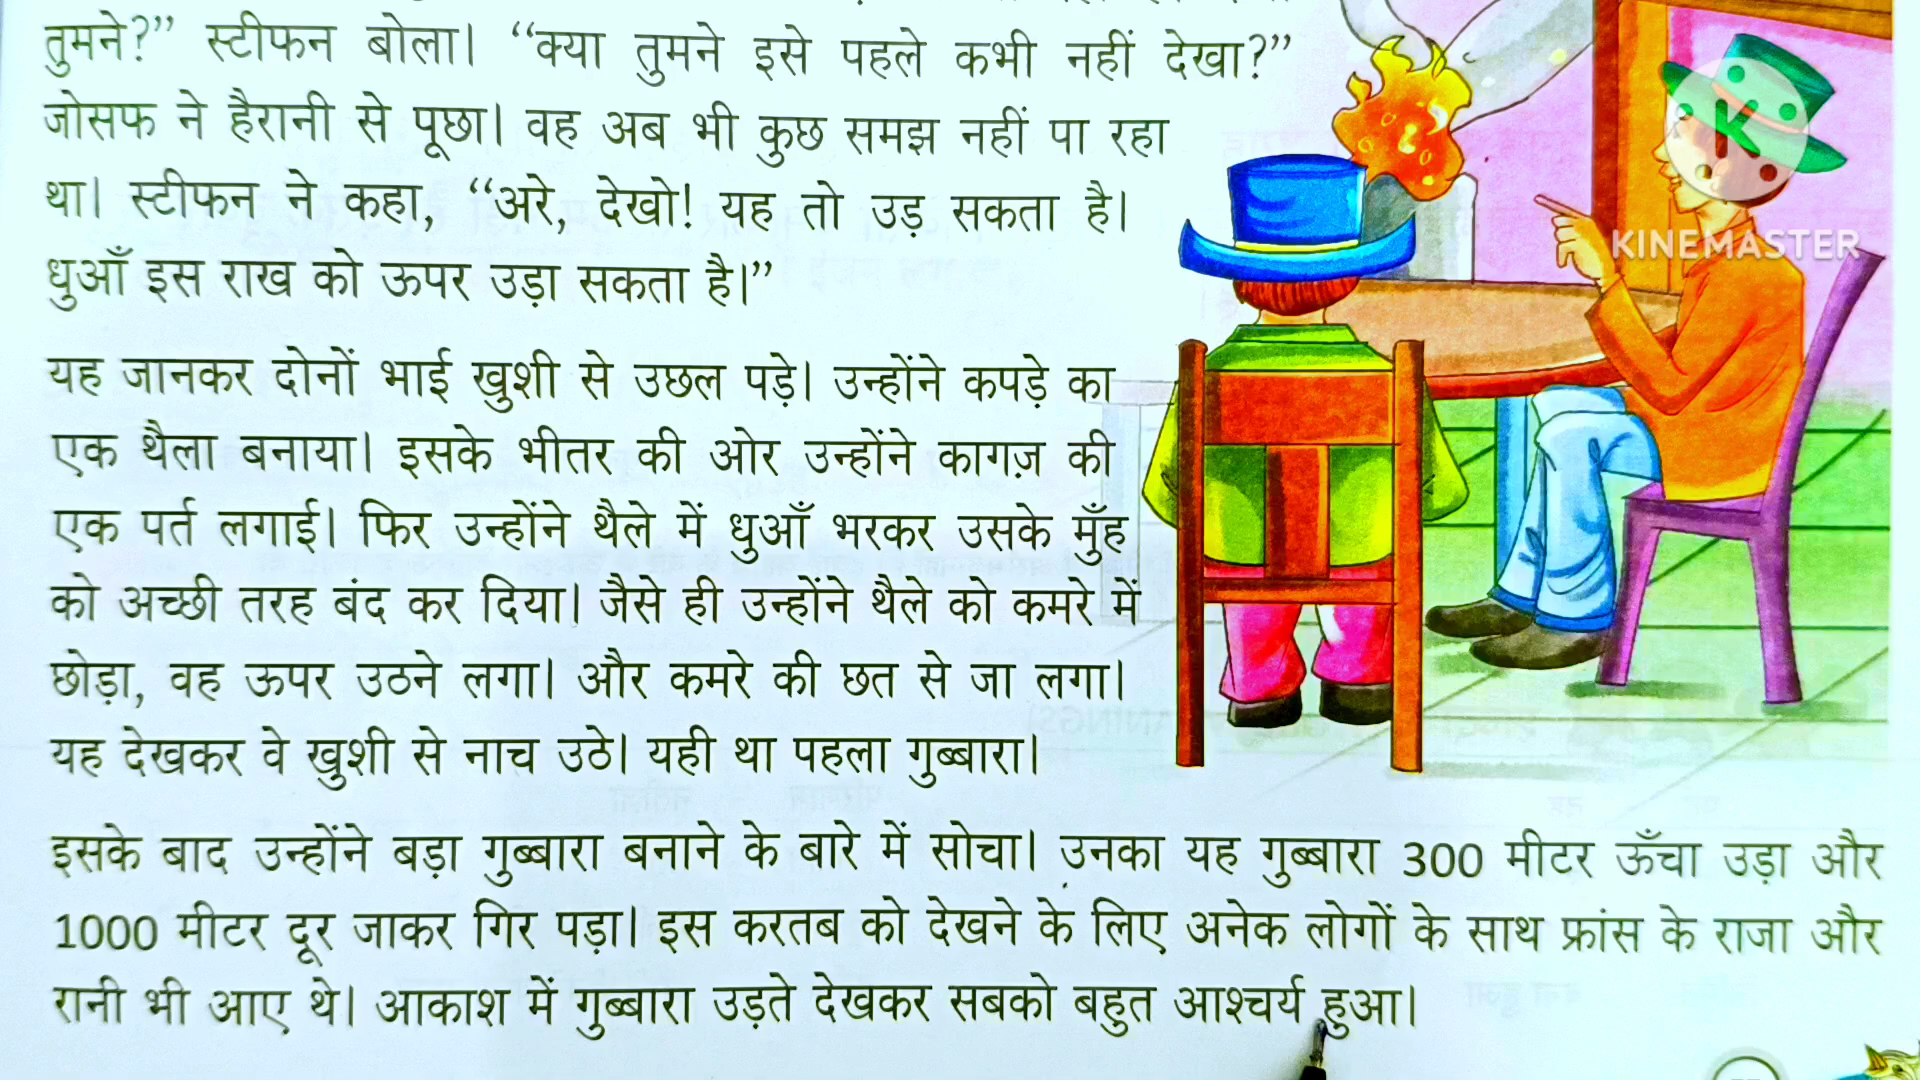 तुमने?” स्टीफन बोला। “क्या तुमने इसे पहले कभी नहीं देखा?”
जोसफ ने हैरानी से पूछा। वह अब भी कुछ समझ नहीं पा रहा
था। स्टीफन ने कहा, “अरे, देखो! यह तो उड़ सकता है।
धुआँ इस राख को ऊपर उड़ा सकता है।”
यह जानकर दोनों भाई खुशी से उछल पड़े। उन्होंने कपड़े का
एक थैला बनाया। इसके भीतर की ओर उन्होंने कागज़ की
एक पर्त लगाई। फिर उन्होंने थैले में धुआँ भरकर उसके मुँह
को अच्छी तरह बंद कर दिया। जैसे ही उन्होंने थैले को कमरे में
छोड़ा, वह ऊपर उठने लगा। और कमरे की छत से जा लगा।
यह देखकर वे खुशी से नाच उठे। यही था पहला गुब्बारा।
इसके बाद उन्होंने बड़ा गुब्बारा बनाने के बारे में सोचा। उनका यह गुब्बारा 300 मीटर ऊँचा उड़ा और
1000 मीटर दूर जाकर गिर पड़ा। इस करतब को देखने के लिए अनेक लोगों के साथ फ्रांस के राजा और
रानी भी आए थे। आकाश में गुब्बारा उड़ते देखकर सबको बहुत आश्चर्य हुआ।
K
KINEMASTER